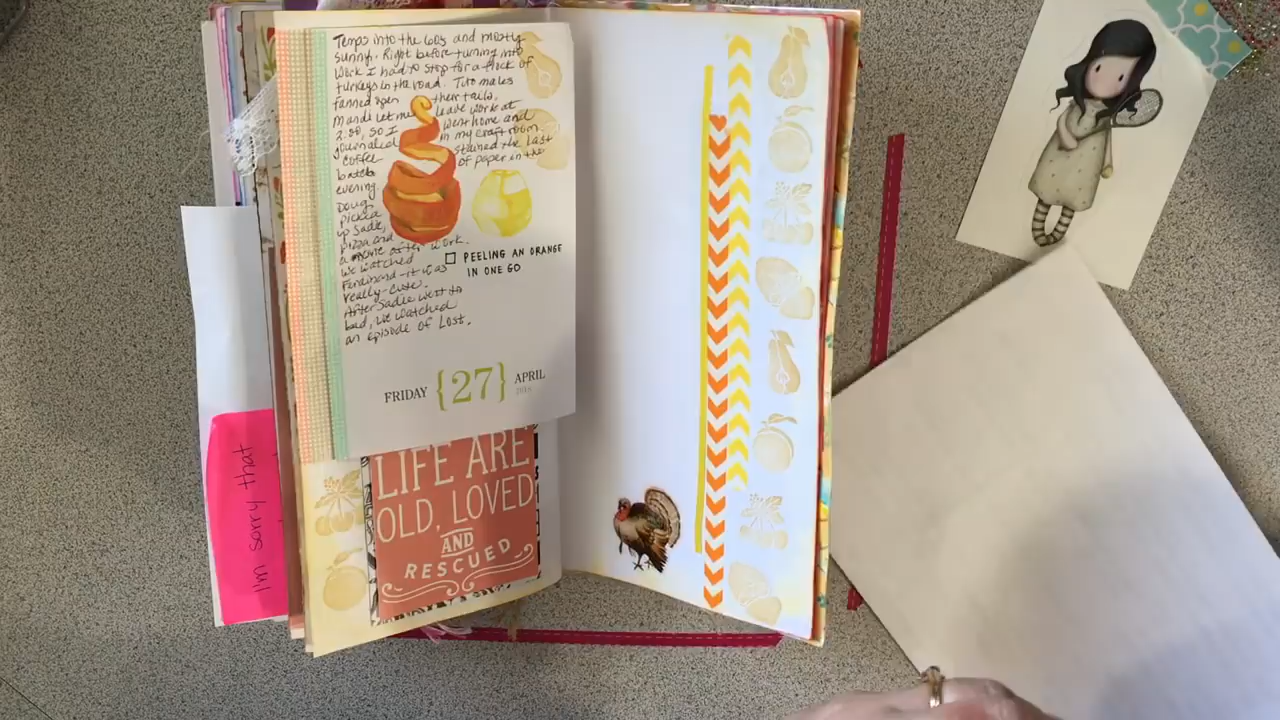 Temps into the 60s and mostly
sunny. Right before turning into
work I had to stop for a flock of
turkeys in the road. Two males
fanned open their tails.
Mandi let me leave work at
2:00, so I went home and
journaled in my craft room.
Coffee stained the last
batch of paper in the
evening.
Doug
picked
up Sadie,
pizza and
a movie after work.
we watched
Ferdinand - it was
really cute.
After Sadie went to
bed, we watched
an episode of Lost.
PEELING AN ORANGE
IN ONE GO
FRIDAY {27} APRIL
LIFE ARE
OLD, LOVED
AND
RESCUED
I'm sorry that